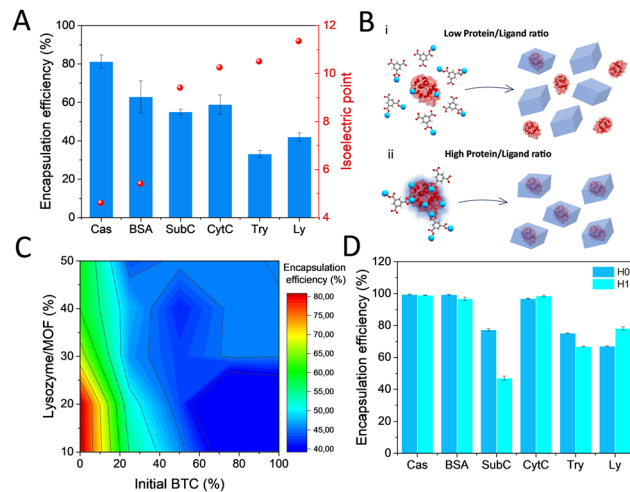 A
Encapsulation efficiency (%)
100
80
60
40
20
0
Cas BSA SubC CytC Try Ly
12
10
8
6
4
Isoelectric point
B
i
Low Protein/Ligand ratio
ii
High Protein/Ligand ratio
C
Lysozyme/MOF (%)
50
40
30
20
10
0 20 40 60 80 100
Initial BTC (%)
Encapsulation
efficiency (%)
80,00
75,00
70,00
65,00
60,00
55,00
50,00
45,00
40,00
D
Encapsulation efficiency (%)
120
100
80
60
40
20
0
H0
H1
Cas BSA SubC CytC Try Ly